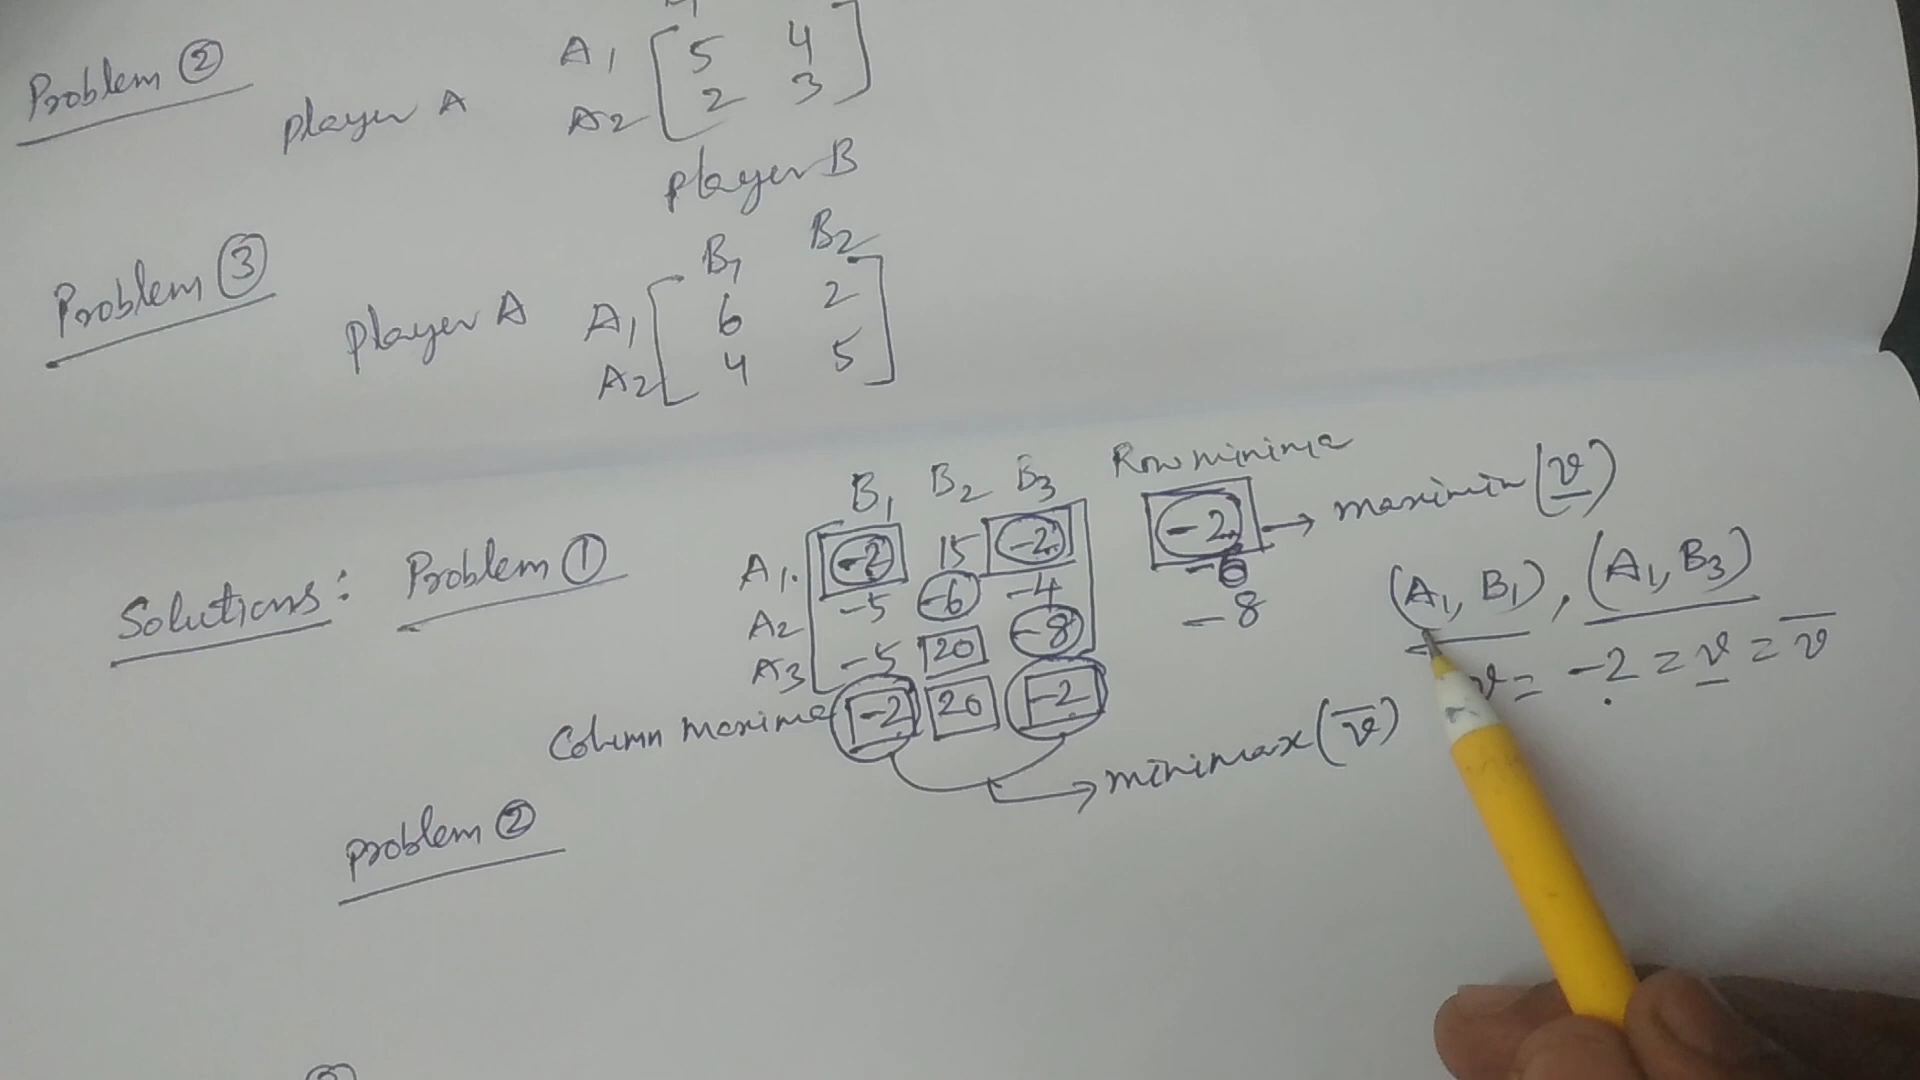 Problem ② Player A A1 [ 5 4 ]
A2 [ 2 3 ]
Player B
B1 B2
Problem ③ Player A A1 [ 6 2 ]
A2 [ 4 5 ]
B1 B2 B3 Row minima
Solutions: Problem ① A1. -2 15 -2 -2 → maximin (v)
A2 -5 -6 -4 -6
A3 -5 20 -8 -8
(A1, B1), (A1, B3)
v = -2 = v = v̅
Column maxima -2 20 -2
→ minimax (v̅)
Problem ②